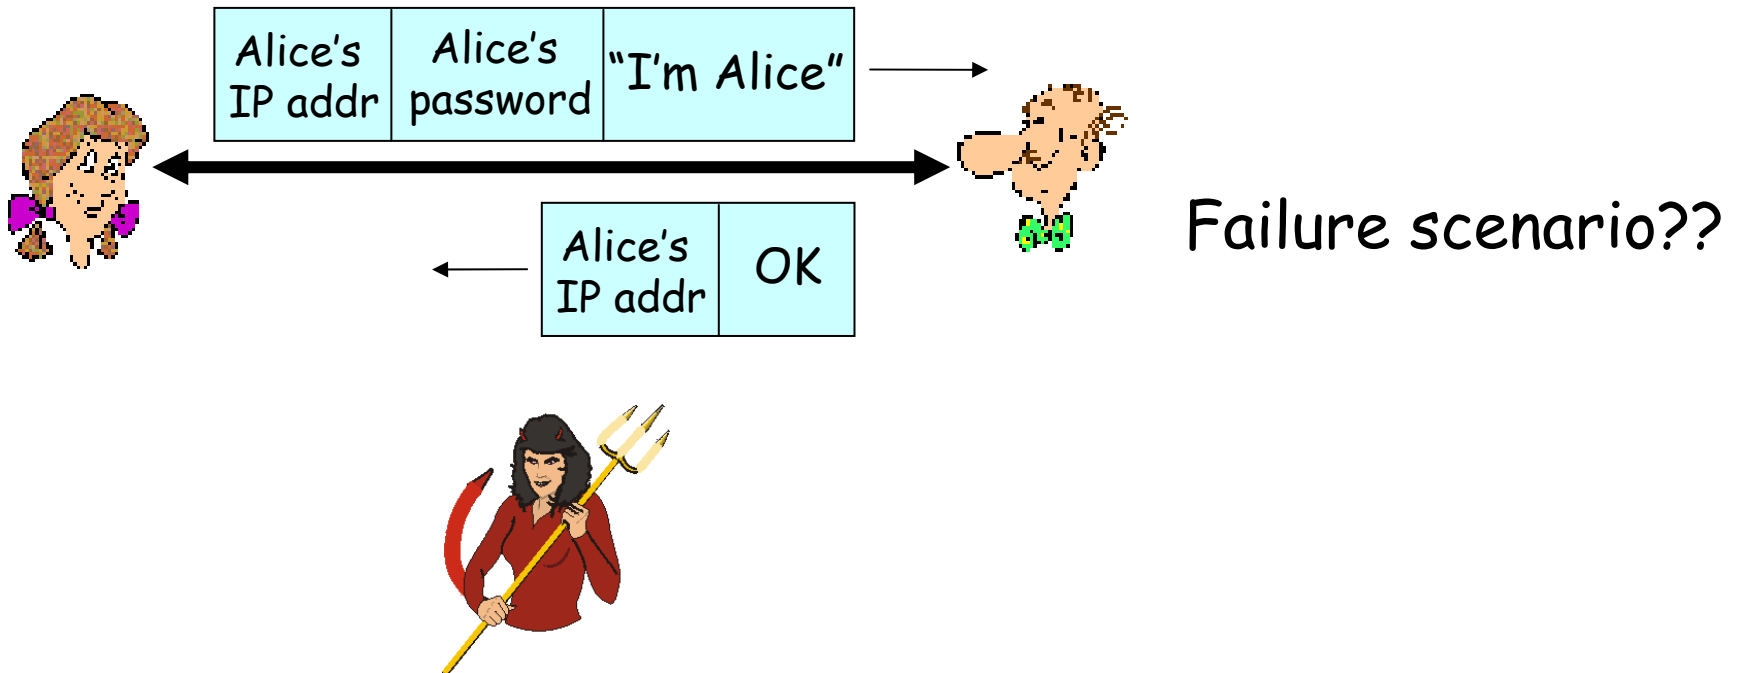 Alice's
IP addr
Alice's
password
“I’m Alice”
Alice's
IP addr
OK
Failure scenario??